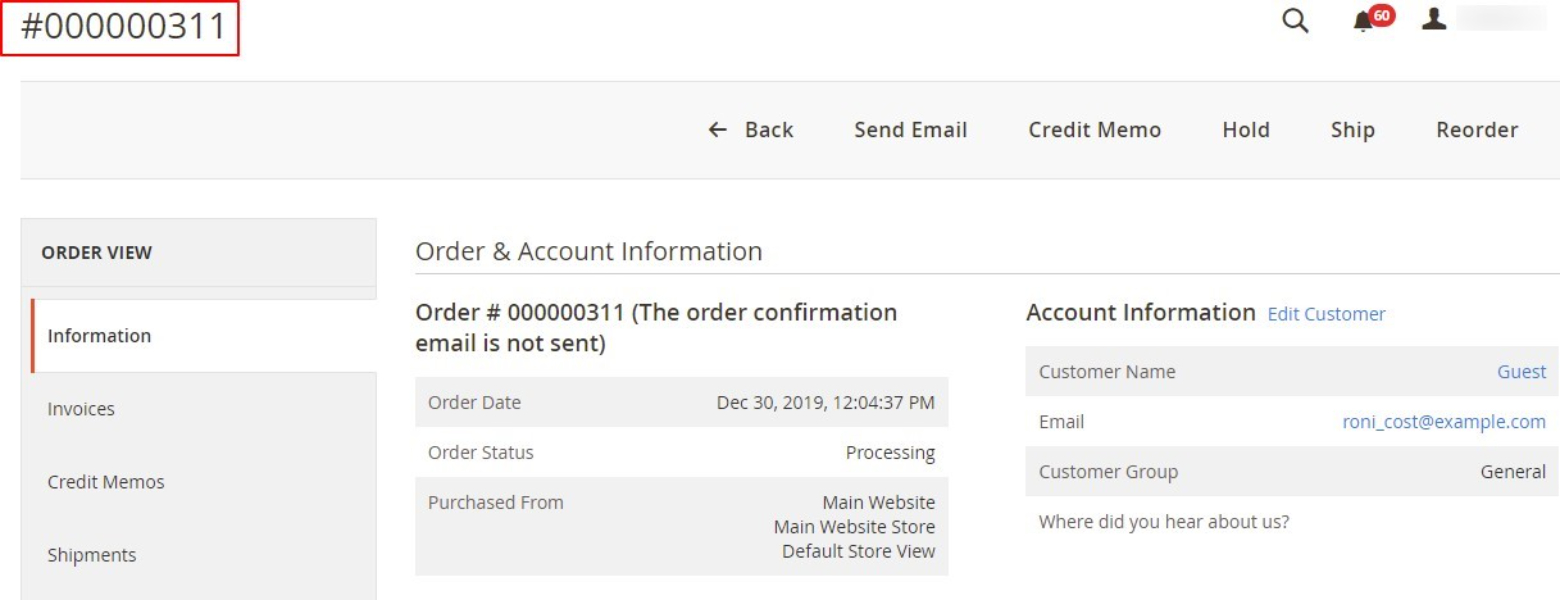 #000000311
60
← Back Send Email Credit Memo Hold Ship Reorder
ORDER VIEW
Information
Invoices
Credit Memos
Shipments
Order & Account Information
Order # 000000311 (The order confirmation
email is not sent)
Order Date Dec 30, 2019, 12:04:37 PM
Order Status Processing
Purchased From Main Website
Main Website Store
Default Store View
Account Information Edit Customer
Customer Name Guest
Email roni_cost@example.com
Customer Group General
Where did you hear about us?